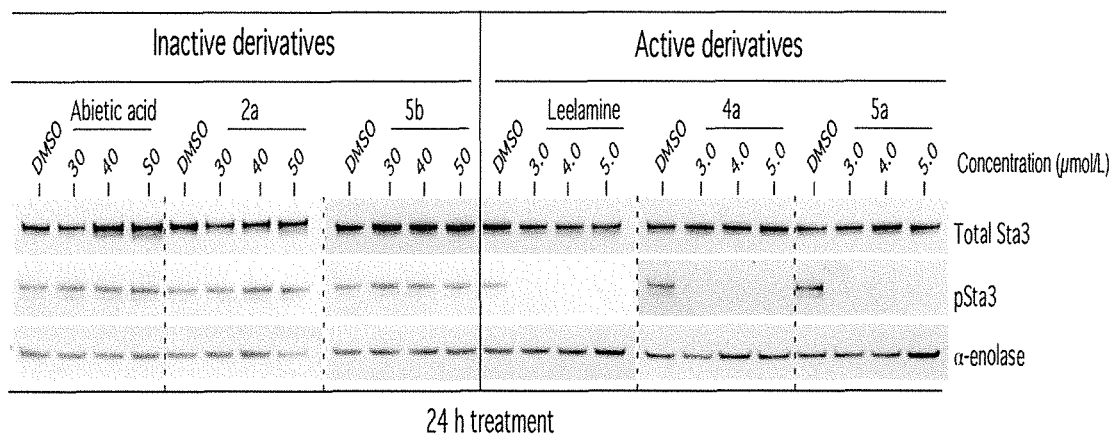 Inactive derivatives Active derivatives
Abietic acid 2a 5b Leelamine 4a 5a
DMSO 30 40 50 DMSO 30 40 50 DMSO 30 40 50 DMSO 3.0 4.0 5.0 DMSO 3.0 4.0 5.0 DMSO 3.0 4.0 5.0 Concentration (µmol/L)
Total Sta3
pSta3
α-enolase
24 h treatment